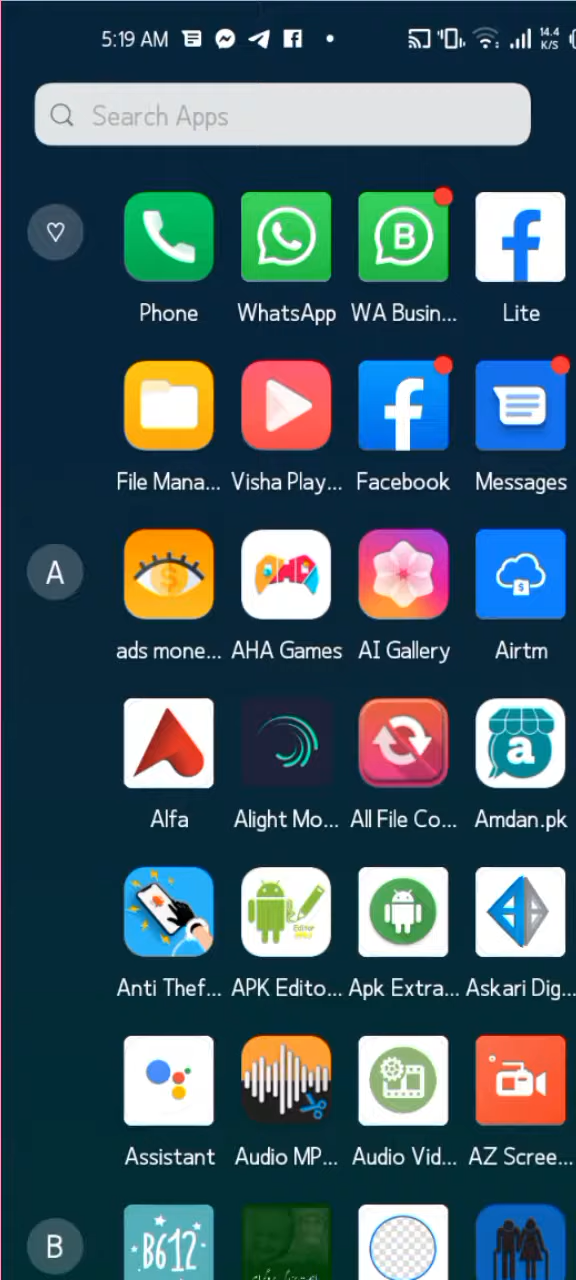 5:19 AM
14.4
K/S
Search Apps
Phone WhatsApp WA Busin... Lite
File Mana... Visha Play... Facebook Messages
A
ads mone... AHA Games AI Gallery Airtm
Alfa Alight Mo... All File Co... Amdan.pk
Editor
Anti Thef... APK Edito... Apk Extra... Askari Dig...
Assistant Audio MP... Audio Vid... AZ Scree...
B
B612